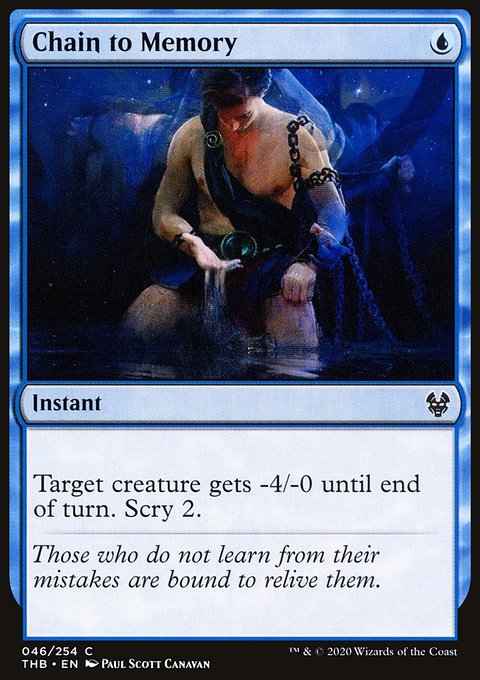 Chain to Memory
Instant
Target creature gets -4/-0 until end
of turn. Scry 2.
Those who do not learn from their
mistakes are bound to relive them.
046/254 C
™ & © 2020 Wizards of the Coast
THB • EN Paul Scott Canavan